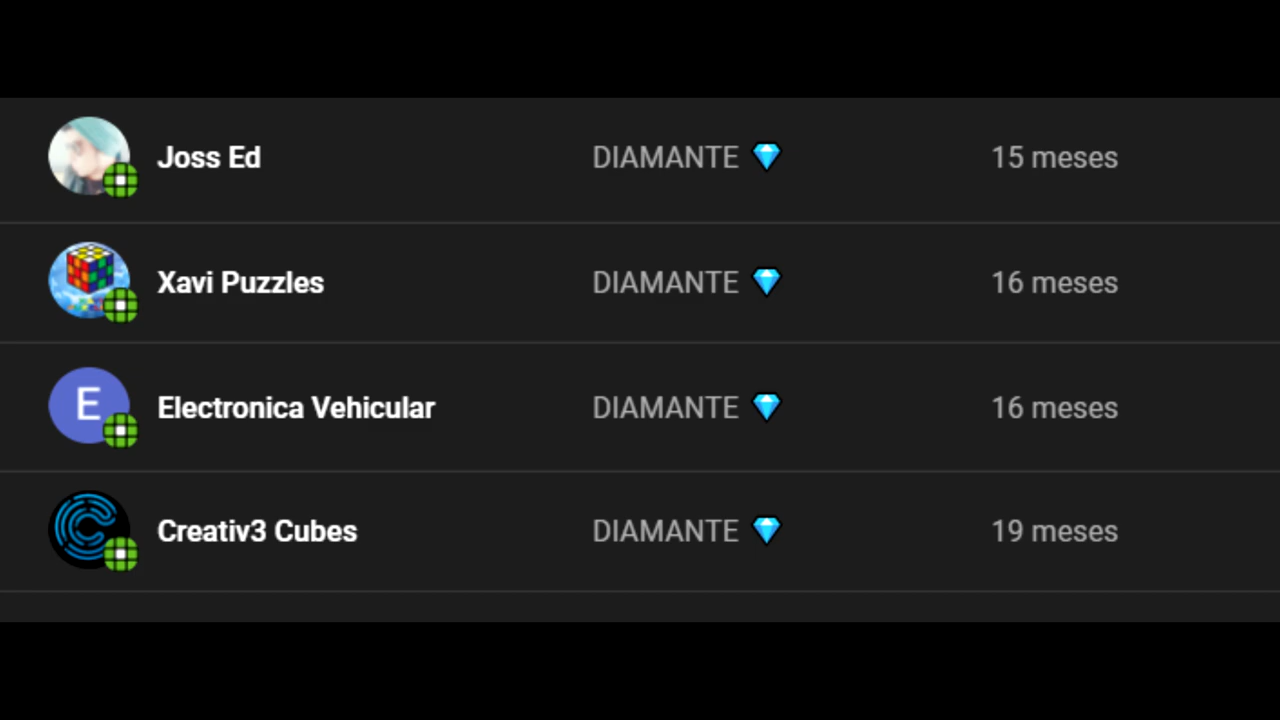 Joss Ed DIAMANTE 💎 15 meses
Xavi Puzzles DIAMANTE 💎 16 meses
E Electronica Vehicular DIAMANTE 💎 16 meses
Creativ3 Cubes DIAMANTE 💎 19 meses